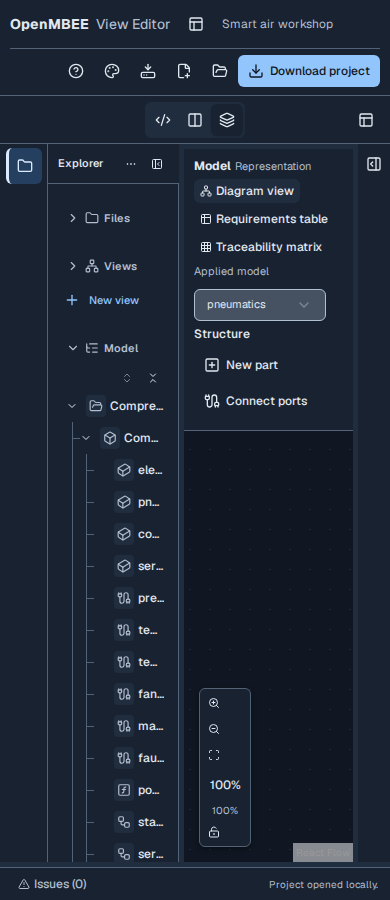 OpenMBEE View Editor Smart air workshop
Download project
Explorer
Files
Views
New view
Model
Compre...
Com...
ele...
pn...
co...
ser...
pre...
te...
te...
fan...
ma...
fau...
po...
sta...
ser...
Model Representation
Diagram view
Requirements table
Traceability matrix
Applied model
pneumatics
Structure
New part
Connect ports
100%
100%
React Flow
Issues (0)
Project opened locally.